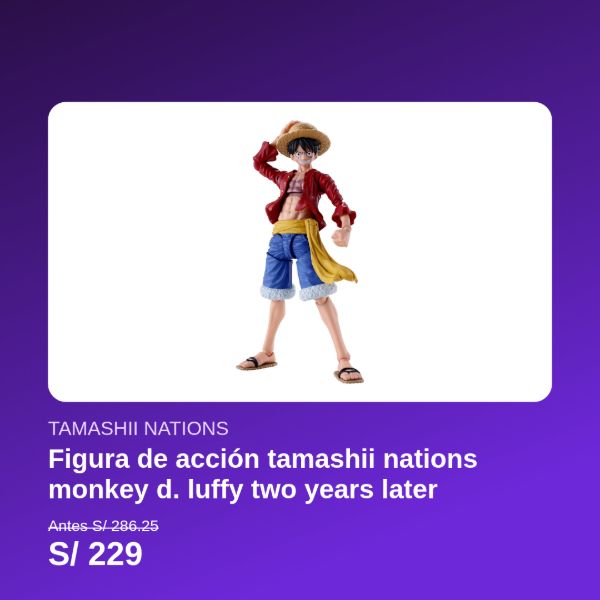 TAMASHII NATIONS
Figura de acción tamashii nations
monkey d. luffy two years later
Antes S/ 286.25
S/ 229